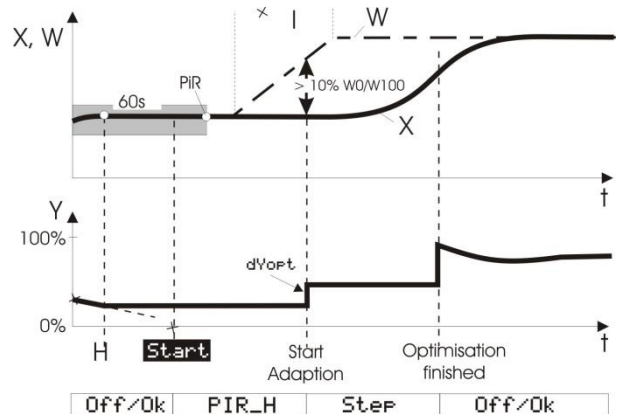 X, W
I
W
PiR
60s
> 10% W0/W100
X
t
Y
100%
dYopt
0%
t
H
Start
Start
Adaption
Optimisation
finished
Off/Ok
PIR_H
Step
Off/Ok